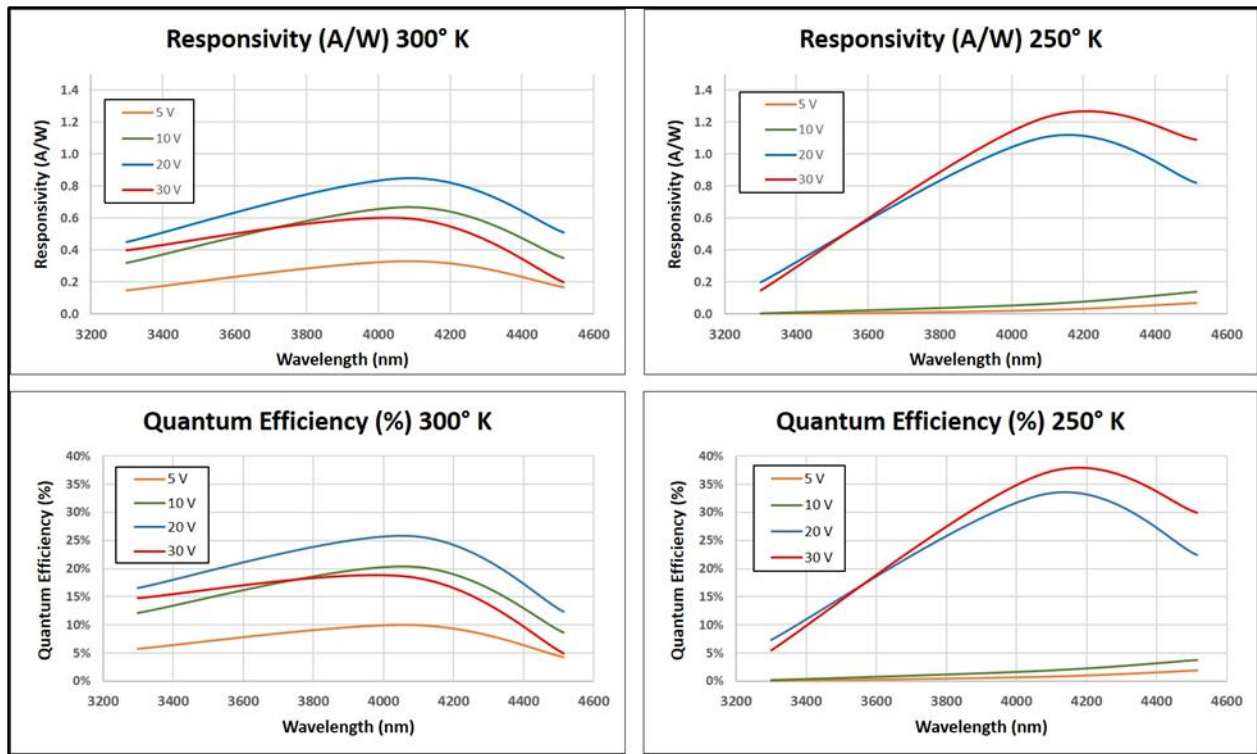 Responsivity (A/W) 300° K
Responsivity (A/W)
1.4
1.2
1.0
0.8
0.6
0.4
0.2
0.0
5 V
10 V
20 V
30 V
3200 3400 3600 3800 4000 4200 4400 4600
Wavelength (nm)
Responsivity (A/W) 250° K
Responsivity (A/W)
1.4
1.2
1.0
0.8
0.6
0.4
0.2
0.0
5 V
10 V
20 V
30 V
3200 3400 3600 3800 4000 4200 4400 4600
Wavelength (nm)
Quantum Efficiency (%) 300° K
Quantum Efficiency (%)
40%
35%
30%
25%
20%
15%
10%
5%
0%
5 V
10 V
20 V
30 V
3200 3400 3600 3800 4000 4200 4400 4600
Wavelength (nm)
Quantum Efficiency (%) 250° K
Quantum Efficiency (%)
40%
35%
30%
25%
20%
15%
10%
5%
0%
5 V
10 V
20 V
30 V
3200 3400 3600 3800 4000 4200 4400 4600
Wavelength (nm)